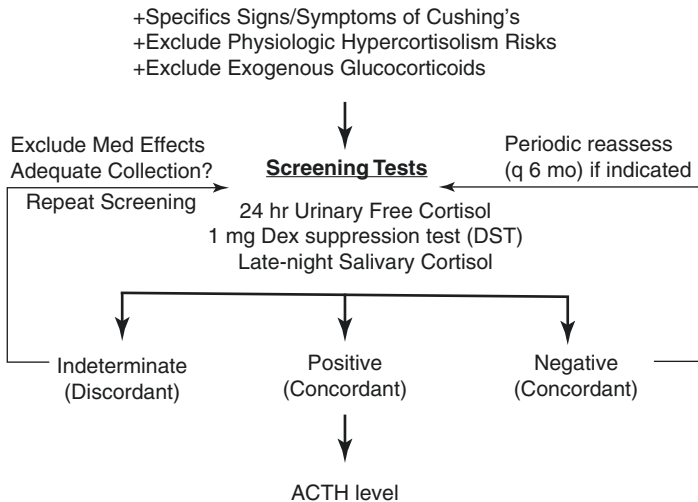 +Specifics Signs/Symptoms of Cushing's
+Exclude Physiologic Hypercortisolism Risks
+Exclude Exogenous Glucocorticoids
Exclude Med Effects
Adequate Collection?
Repeat Screening
Screening Tests
Periodic reassess
(q 6 mo) if indicated
24 hr Urinary Free Cortisol
1 mg Dex suppression test (DST)
Late-night Salivary Cortisol
Indeterminate
(Discordant)
Positive
(Concordant)
Negative
(Concordant)
ACTH level